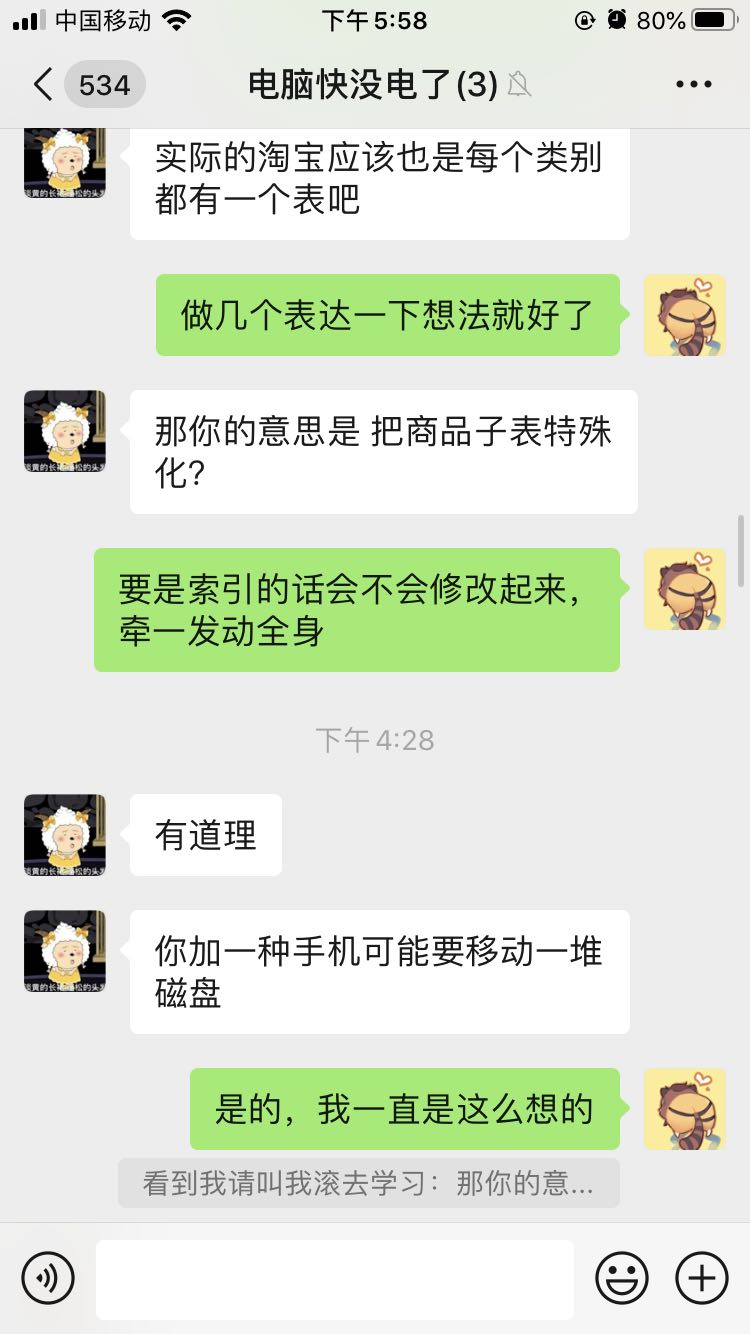 中国移动 下午5:58 80%
534 电脑快没电了(3)
实际的淘宝应该也是每个类别
都有一个表吧
做几个表达一下想法就好了
那你的意思是 把商品子表特殊
化?
要是索引的话会不会修改起来,
牵一发动全身
下午4:28
有道理
你加一种手机可能要移动一堆
磁盘
是的，我一直是这么想的
看到我请叫我滚去学习：那你的意...